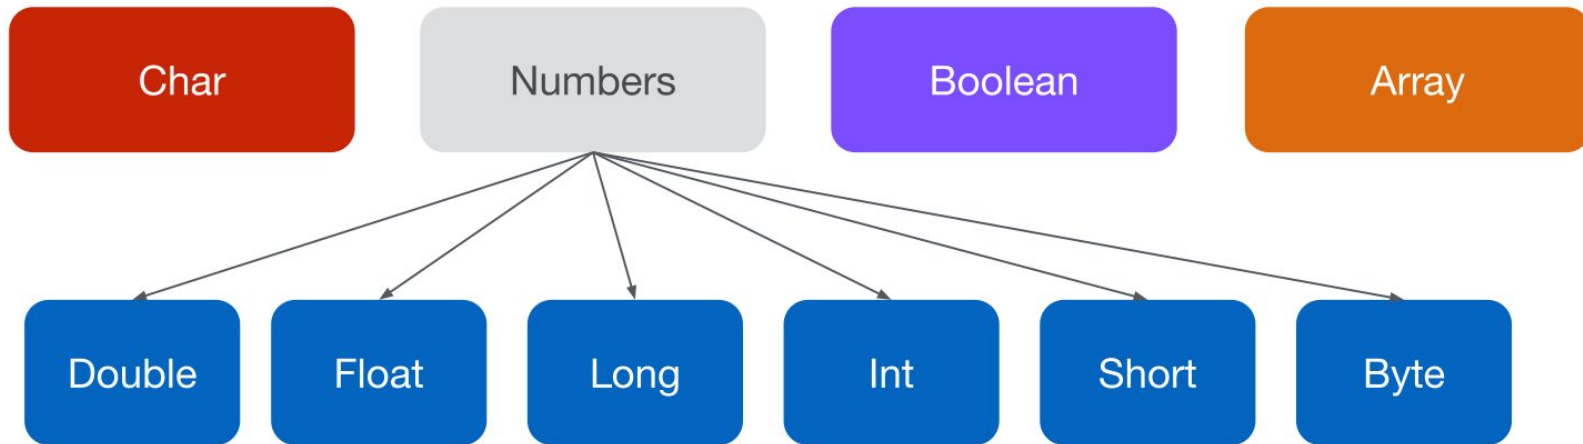 Char
Numbers
Boolean
Array
Double
Float
Long
Int
Short
Byte